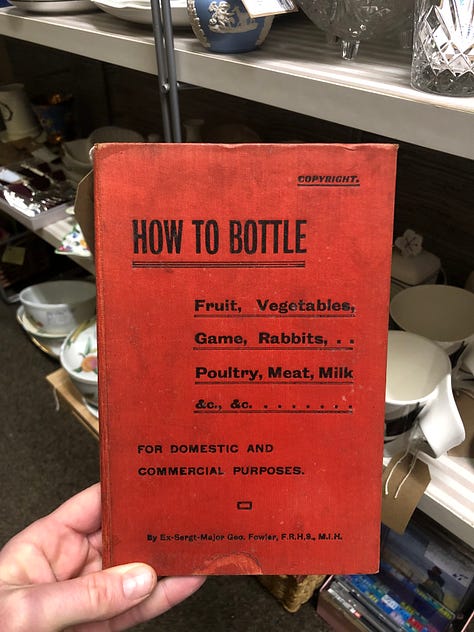 COPYRIGHT.
HOW TO BOTTLE
Fruit, Vegetables,
Game, Rabbits, . .
Poultry, Meat, Milk
&c., &c. . . . . . . .
FOR DOMESTIC AND
COMMERCIAL PURPOSES.
By Ex-Sergt-Major Geo. Fowler, F.R.H.S., M.I.H.